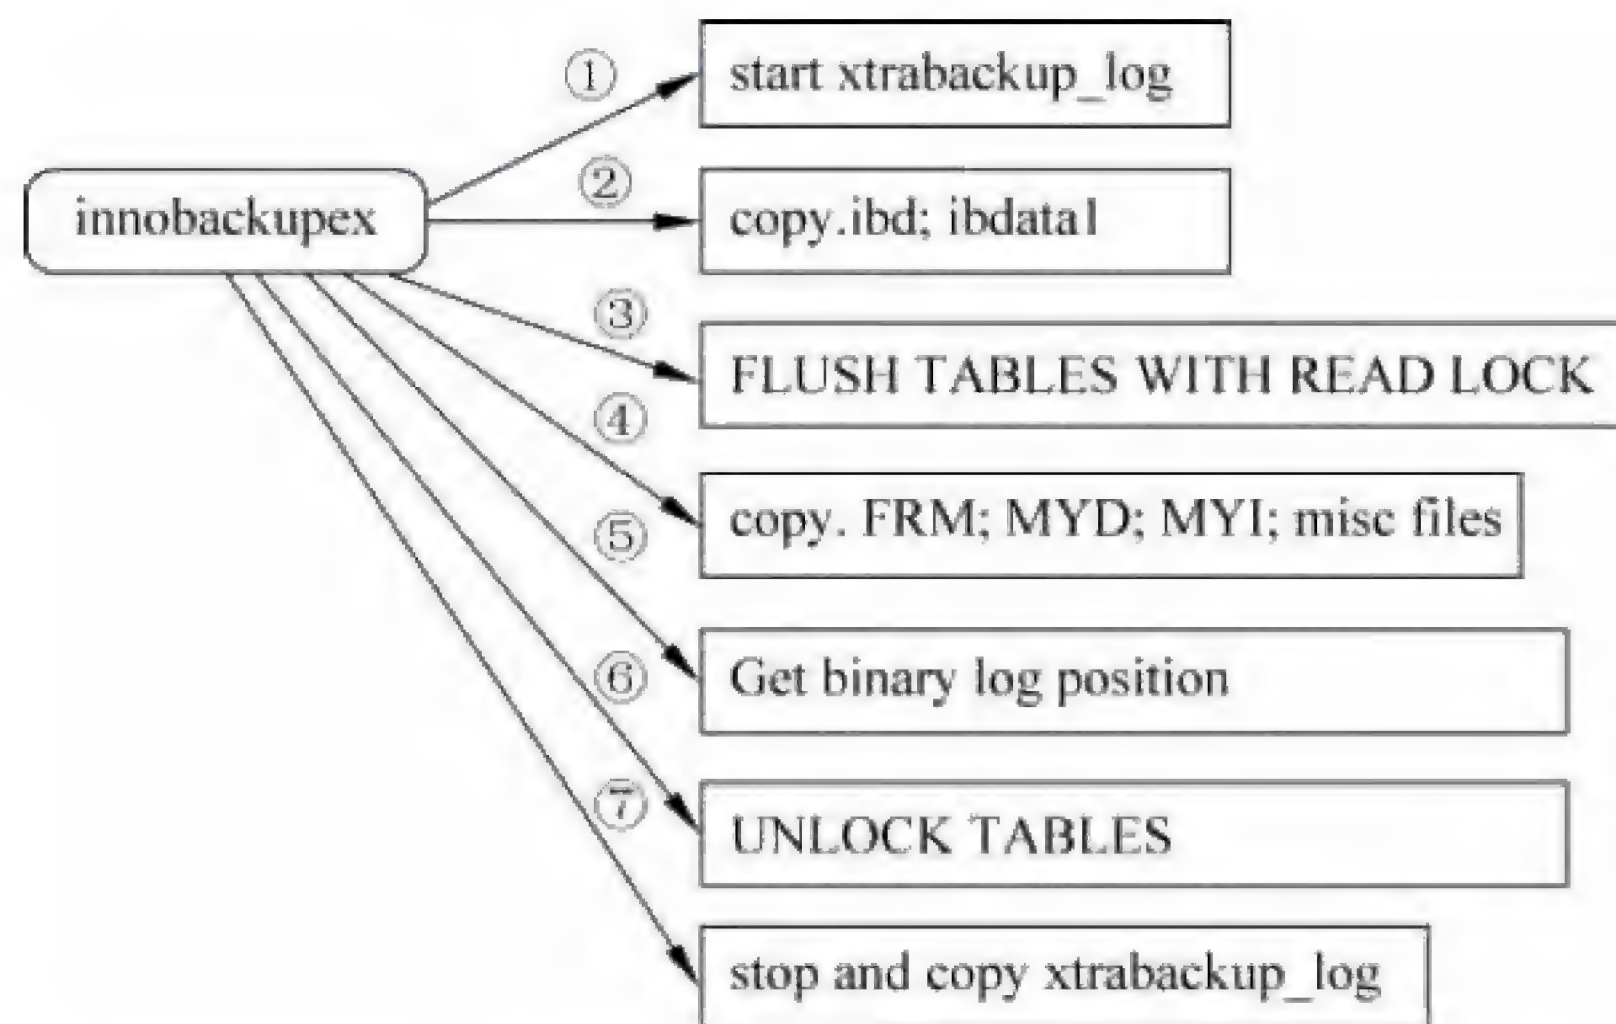 ① start xtrabackup_log
innobackupex
② copy.ibd; ibdata1
③ FLUSH TABLES WITH READ LOCK
④ copy. FRM; MYD; MYI; misc files
⑤ Get binary log position
⑥ UNLOCK TABLES
⑦ stop and copy xtrabackup_log